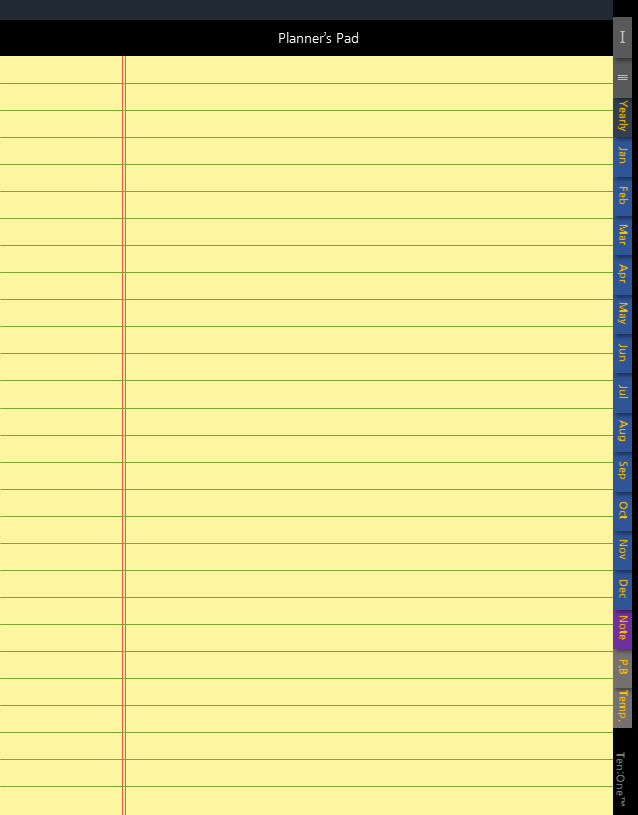 Planner's Pad
I
Yearly
Jan
Feb
Mar
Apr
May
Jun
Jul
Aug
Sep
Oct
Nov
Dec
Note
P.B
Temp.
Ten:One™